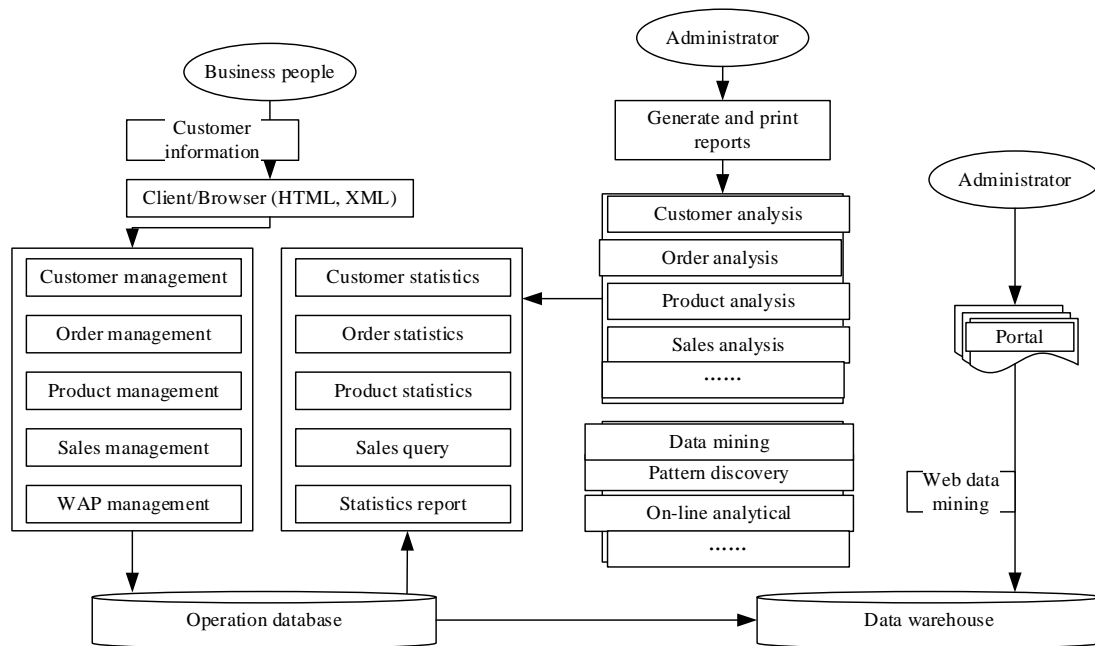 Business people
Customer
information
Client/Browser (HTML, XML)
Customer management
Order management
Product management
Sales management
WAP management
Customer statistics
Order statistics
Product statistics
Sales query
Statistics report
Administrator
Generate and print
reports
Customer analysis
Order analysis
Product analysis
Sales analysis
......
Data mining
Pattern discovery
On-line analytical
......
Administrator
Portal
Web data
mining
Operation database
Data warehouse